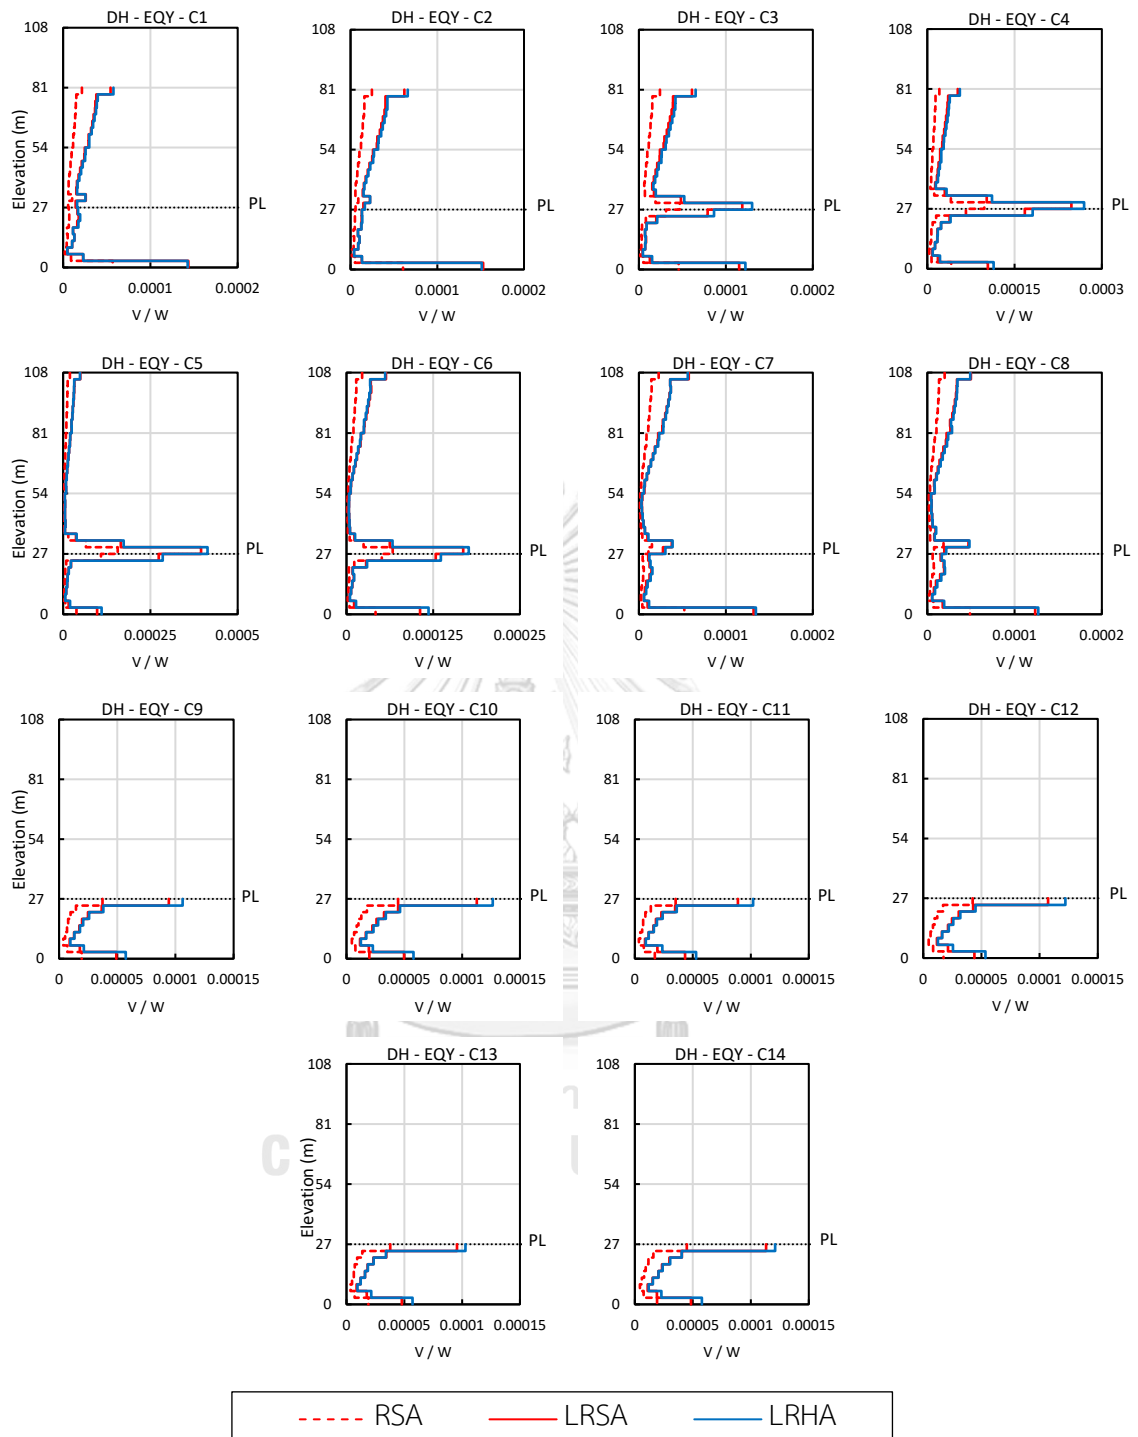 DH - EQY - C1
DH - EQY - C2
DH - EQY - C3
DH - EQY - C4
108 108 108 108
81 81 81 81
54 54 54 54
27 PL 27 PL 27 PL 27 PL
0 0 0 0
Elevation (m)
0 0.0001 0.0002
0 0.0001 0.0002
0 0.0001 0.0002
0 0.00015 0.0003
V / W V / W V / W V / W
DH - EQY - C5
DH - EQY - C6
DH - EQY - C7
DH - EQY - C8
108 108 108 108
81 81 81 81
54 54 54 54
27 PL 27 PL 27 PL 27 PL
0 0 0 0
Elevation (m)
0 0.00025 0.0005
0 0.000125 0.00025
0 0.0001 0.0002
0 0.0001 0.0002
V / W V / W V / W V / W
DH - EQY - C9
DH - EQY - C10
DH - EQY - C11
DH - EQY - C12
108 108 108 108
81 81 81 81
54 54 54 54
27 PL 27 PL 27 PL 27 PL
0 0 0 0
Elevation (m)
0 0.00005 0.0001 0.00015
0 0.00005 0.0001 0.00015
0 0.00005 0.0001 0.00015
0 0.00005 0.0001 0.00015
V / W V / W V / W V / W
DH - EQY - C13
DH - EQY - C14
108 108
81 81
54 54
27 PL 27 PL
0 0
Elevation (m)
0 0.00005 0.0001 0.00015
0 0.00005 0.0001 0.00015
V / W V / W
RSA LRSA LRHA